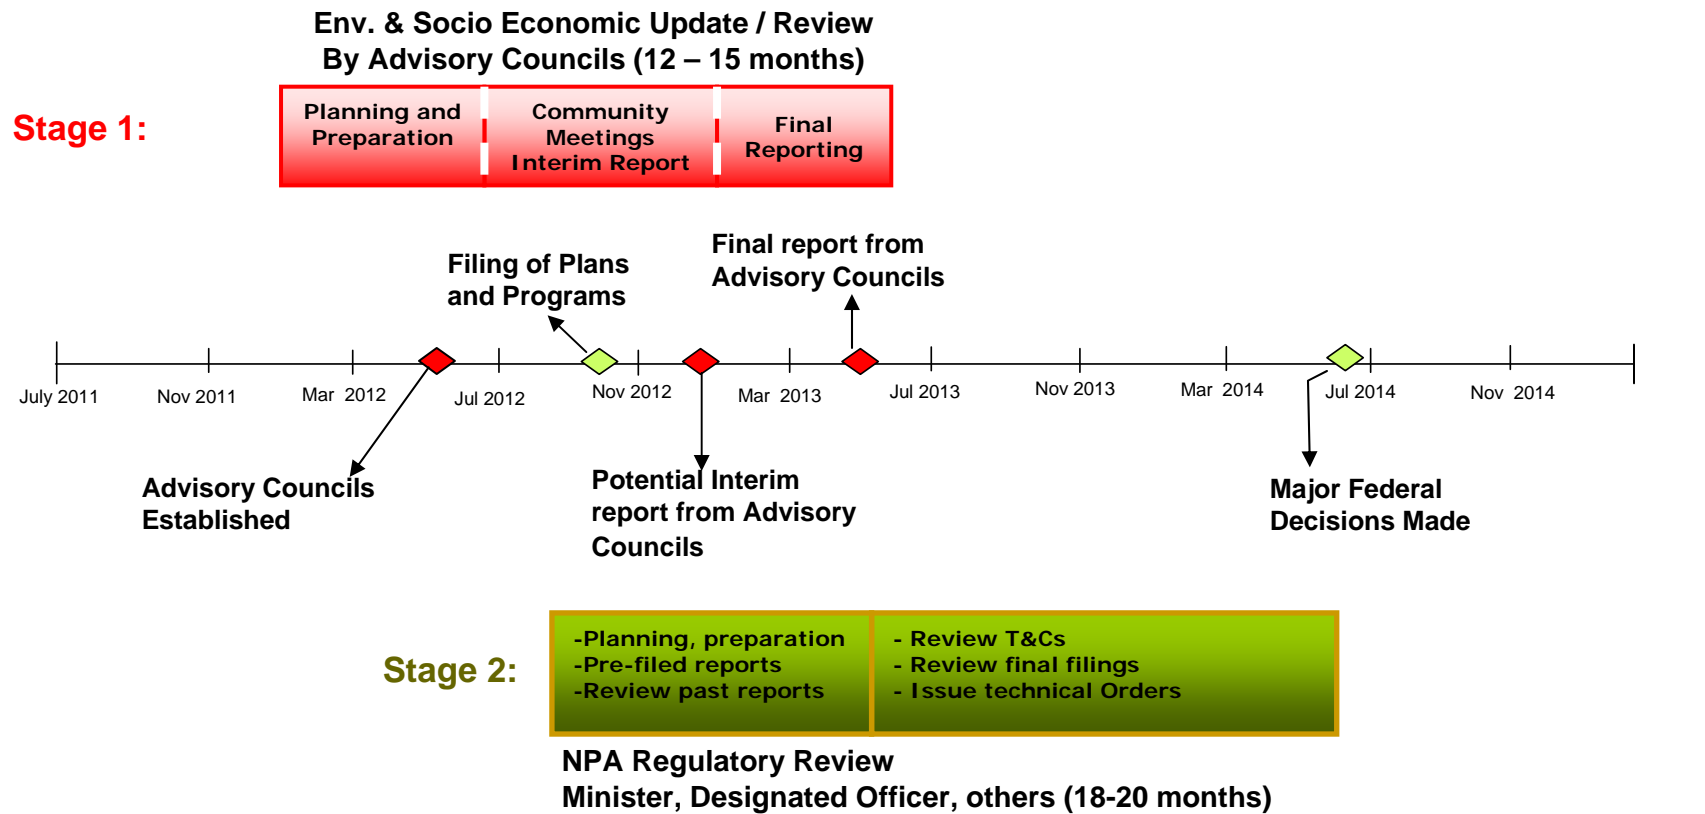 Env. & Socio Economic Update / Review
By Advisory Councils (12 – 15 months)
Stage 1:
Planning and
Preparation
Community
Meetings
Interim Report
Final
Reporting
Filing of Plans
and Programs
Final report from
Advisory Councils
July 2011
Nov 2011
Mar 2012
Jul 2012
Nov 2012
Mar 2013
Jul 2013
Nov 2013
Mar 2014
Jul 2014
Nov 2014
Advisory Councils
Established
Potential Interim
report from Advisory
Councils
Major Federal
Decisions Made
Stage 2:
-Planning, preparation
-Pre-filed reports
-Review past reports
- Review T&Cs
- Review final filings
- Issue technical Orders
NPA Regulatory Review
Minister, Designated Officer, others (18-20 months)